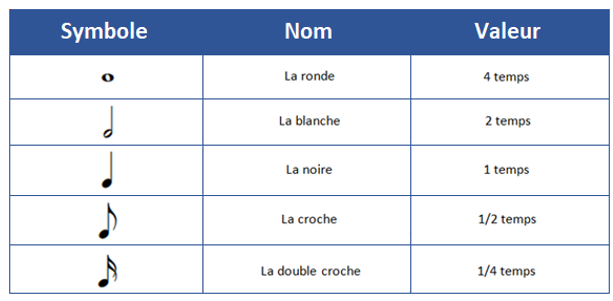 Symbole Nom Valeur
La ronde 4 temps
La blanche 2 temps
La noire 1 temps
La croche 1/2 temps
La double croche 1/4 temps